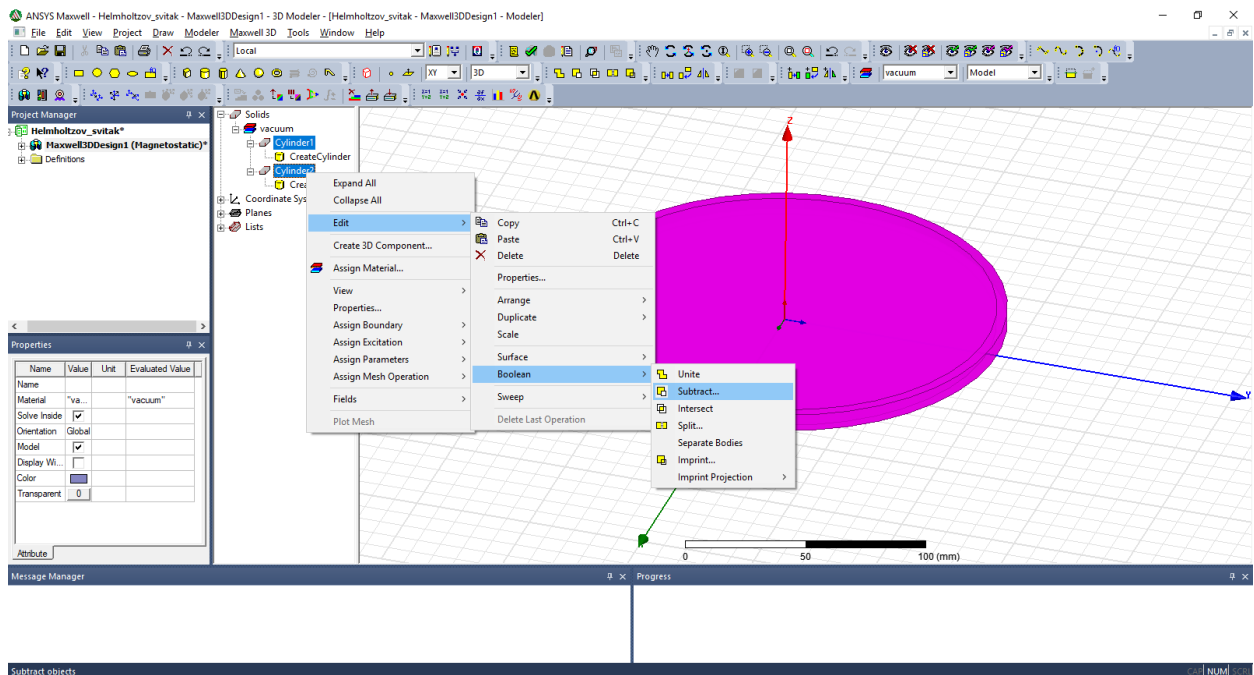 ANSYS Maxwell - Helmholtzov_svitak - Maxwell3DDesign1 - 3D Modeler - [Helmholtzov_svitak - Maxwell3DDesign1 - Modeler]
File Edit View Project Draw Modeler Maxwell 3D Tools Window Help
Local
XY 3D vacuum Model
Project Manager
Helmholtzov_svitak*
Maxwell3DDesign1 (Magnetostatic)*
Definitions
Solids
vacuum
Cylinder1
CreateCylinder
Cylinder2
Crea
Coordinate Sys
Planes
Lists
Expand All
Collapse All
Edit
Create 3D Component...
Assign Material...
View
Properties...
Assign Boundary
Assign Excitation
Assign Parameters
Assign Mesh Operation
Fields
Plot Mesh
Copy Ctrl+C
Paste Ctrl+V
Delete Delete
Properties...
Arrange
Duplicate
Scale
Surface
Boolean
Sweep
Delete Last Operation
Unite
Subtract...
Intersect
Split...
Separate Bodies
Imprint...
Imprint Projection
Z
Y
0 50 100 (mm)
Properties
Name Value Unit Evaluated Value
Name
Material "va... "vacuum"
Solve Inside
Orientation Global
Model
Display Wi...
Color
Transparent 0
Attribute
Message Manager
Progress
Subtract objects
CAP NUM SCRL